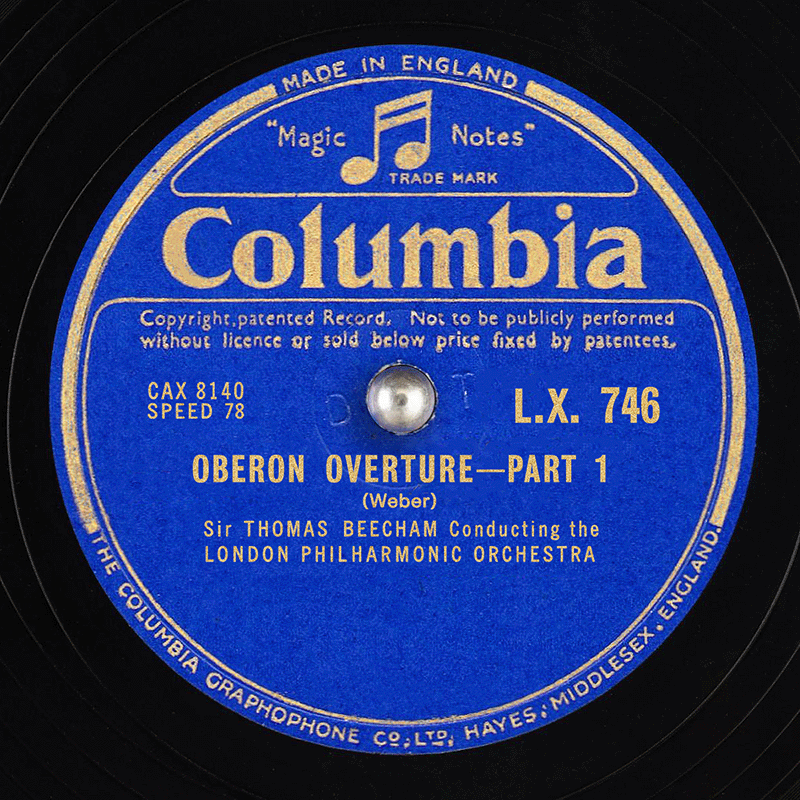 MADE IN ENGLAND
"Magic Notes"
TRADE MARK
Columbia
Copyright, patented Record. Not to be publicly performed
without licence or sold below price fixed by patentees.
CAX 8140
SPEED 78
L.X. 746
OBERON OVERTURE—PART 1
(Weber)
Sir THOMAS BEECHAM Conducting the
LONDON PHILHARMONIC ORCHESTRA
THE COLUMBIA GRAPHOPHONE CO., LTD, HAYES, MIDDLESEX, ENGLAND.